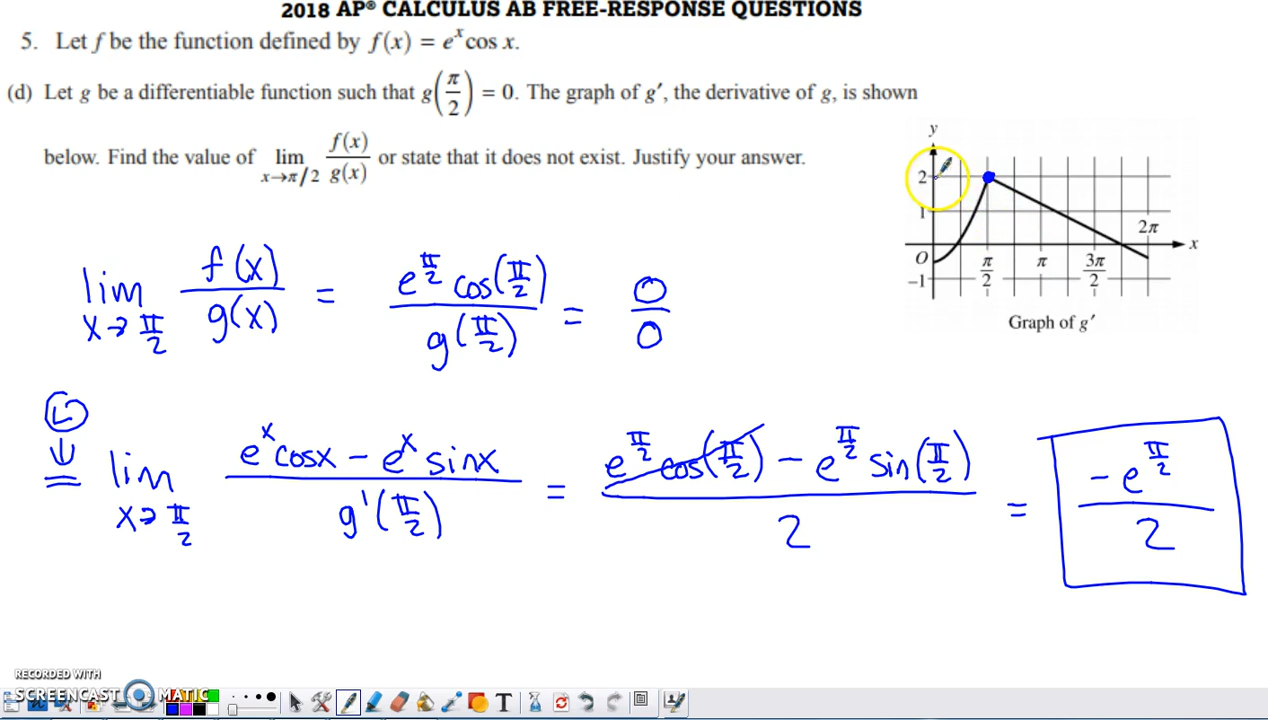 2018 AP® CALCULUS AB FREE-RESPONSE QUESTIONS
5. Let f be the function defined by f(x) = e^x cos x.
(d) Let g be a differentiable function such that g(π/2) = 0. The graph of g′, the derivative of g, is shown
below. Find the value of lim x→π/2 f(x)/g(x) or state that it does not exist. Justify your answer.
y
2
1
O
-1
π/2
π
3π/2
2π
x
Graph of g′
lim x→π/2 f(x)/g(x) = e^(π/2) cos(π/2) / g(π/2) = 0/0
L
= lim x→π/2 (e^x cosx − e^x sinx) / g'(π/2) = (e^(π/2) cos(π/2) − e^(π/2) sin(π/2)) / 2 = −e^(π/2) / 2
RECORDED WITH
SCREENCAST MATIC
T